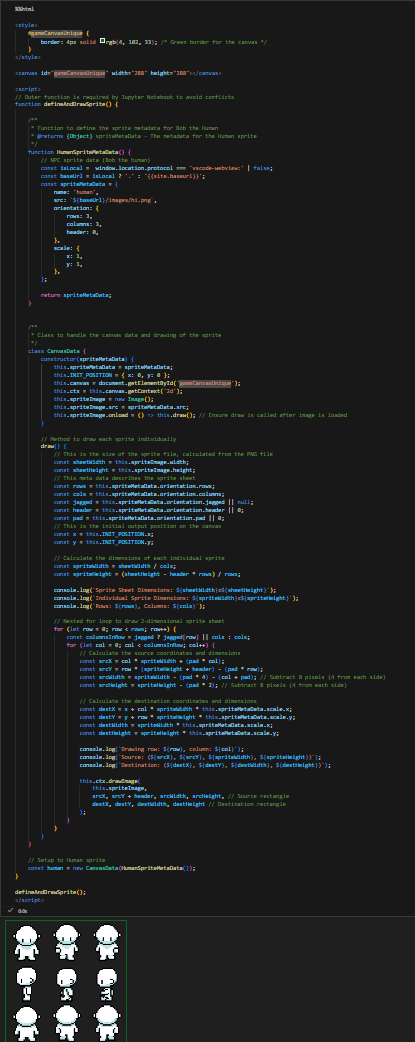 %%html
<style>
#gameCanvasUnique {
border: 4px solid rgb(4, 102, 33); /* Green border for the canvas */
}
</style>
<canvas id="gameCanvasUnique" width="288" height="288"></canvas>
<script>
// Outer function is required by Jupyter Notebook to avoid conflicts
function defineAndDrawSprite() {
/**
* Function to define the sprite metadata for Bob the Human
* @returns {Object} spriteMetaData - The metadata for the Human sprite
*/
function HumanSpriteMetaData() {
// NPC sprite data (Bob the human)
const isLocal = window.location.protocol === 'vscode-webview:' | false;
const baseUrl = isLocal ? '.' : '{{site.baseurl}}';
const spriteMetaData = {
name: 'human',
src: `${baseUrl}/images/hi.png`,
orientation: {
rows: 3,
columns: 3,
header: 0,
},
scale: {
x: 1,
y: 1,
},
};
return spriteMetaData;
}
/**
* Class to handle the canvas data and drawing of the sprite
*/
class CanvasData {
constructor(spriteMetaData) {
this.spriteMetaData = spriteMetaData;
this.INIT_POSITION = { x: 0, y: 0 };
this.canvas = document.getElementById('gameCanvasUnique');
this.ctx = this.canvas.getContext('2d');
this.spriteImage = new Image();
this.spriteImage.src = spriteMetaData.src;
this.spriteImage.onload = () => this.draw(); // Ensure draw is called after image is loaded
}
// Method to draw each sprite individually
draw() {
// This is the size of the sprite file, calculated from the PNG file
const sheetWidth = this.spriteImage.width;
const sheetHeight = this.spriteImage.height;
// This meta data describes the sprite sheet
const rows = this.spriteMetaData.orientation.rows;
const cols = this.spriteMetaData.orientation.columns;
const jagged = this.spriteMetaData.orientation.jagged || null;
const header = this.spriteMetaData.orientation.header || 0;
const pad = this.spriteMetaData.orientation.pad || 0;
// This is the initial output position on the canvas
const x = this.INIT_POSITION.x;
const y = this.INIT_POSITION.y;
// Calculate the dimensions of each individual sprite
const spriteWidth = sheetWidth / cols;
const spriteHeight = (sheetHeight - header * rows) / rows;
console.log(`Sprite Sheet Dimensions: ${sheetWidth}x${sheetHeight}`);
console.log(`Individual Sprite Dimensions: ${spriteWidth}x${spriteHeight}`);
console.log(`Rows: ${rows}, Columns: ${cols}`);
// Nested for loop to draw 2-dimensional sprite sheet
for (let row = 0; row < rows; row++) {
const columnsInRow = jagged ? jagged[row] || cols : cols;
for (let col = 0; col < columnsInRow; col++) {
// Calculate the source coordinates and dimensions
const srcX = col * spriteWidth + (pad * col);
const srcY = row * (spriteHeight + header) - (pad * row);
const srcWidth = spriteWidth - (pad * 4) - (col + pad); // Subtract 8 pixels (4 from each side)
const srcHeight = spriteHeight - (pad * 2); // Subtract 8 pixels (4 from each side)
// Calculate the destination coordinates and dimensions
const destX = x + col * spriteWidth * this.spriteMetaData.scale.x;
const destY = y + row * spriteHeight * this.spriteMetaData.scale.y;
const destWidth = spriteWidth * this.spriteMetaData.scale.x;
const destHeight = spriteHeight * this.spriteMetaData.scale.y;
console.log(`Drawing row: ${row}, column: ${col}`);
console.log(`Source: (${srcX}, ${srcY}, ${spriteWidth}, ${spriteHeight})`);
console.log(`Destination: (${destX}, ${destY}, ${destWidth}, ${destHeight})`);
this.ctx.drawImage(
this.spriteImage,
srcX, srcY + header, srcWidth, srcHeight, // Source rectangle
destX, destY, destWidth, destHeight // Destination rectangle
);
}
}
}
}
// Setup to Human sprite
const human = new CanvasData(HumanSpriteMetaData());
}
defineAndDrawSprite();
</script>
0.0s